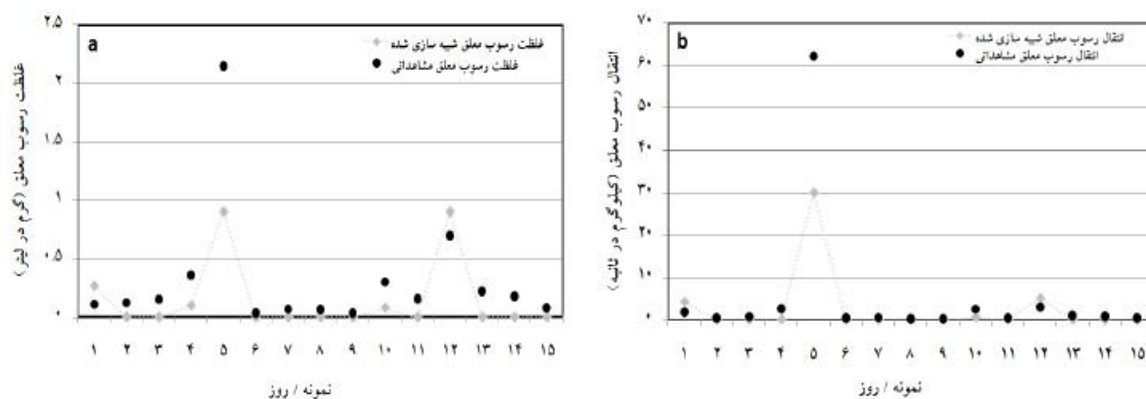 a
غلظت رسوب معلق شبیه سازی شده
غلظت رسوب معلق مشاهداتی
غلظت رسوب معلق (گرم در لیتر)
۲.۵
۲
۱.۵
۱
۰.۵
۰
۱ ۲ ۳ ۴ ۵ ۶ ۷ ۸ ۹ ۱۰ ۱۱ ۱۲ ۱۳ ۱۴ ۱۵
نمونه / روز
b
انتقال رسوب معلق شبیه سازی شده
انتقال رسوب معلق مشاهداتی
انتقال رسوب معلق (کیلوگرم در ثانیه)
۷۰
۶۰
۵۰
۴۰
۳۰
۲۰
۱۰
۰
۱ ۲ ۳ ۴ ۵ ۶ ۷ ۸ ۹ ۱۰ ۱۱ ۱۲ ۱۳ ۱۴ ۱۵
نمونه / روز